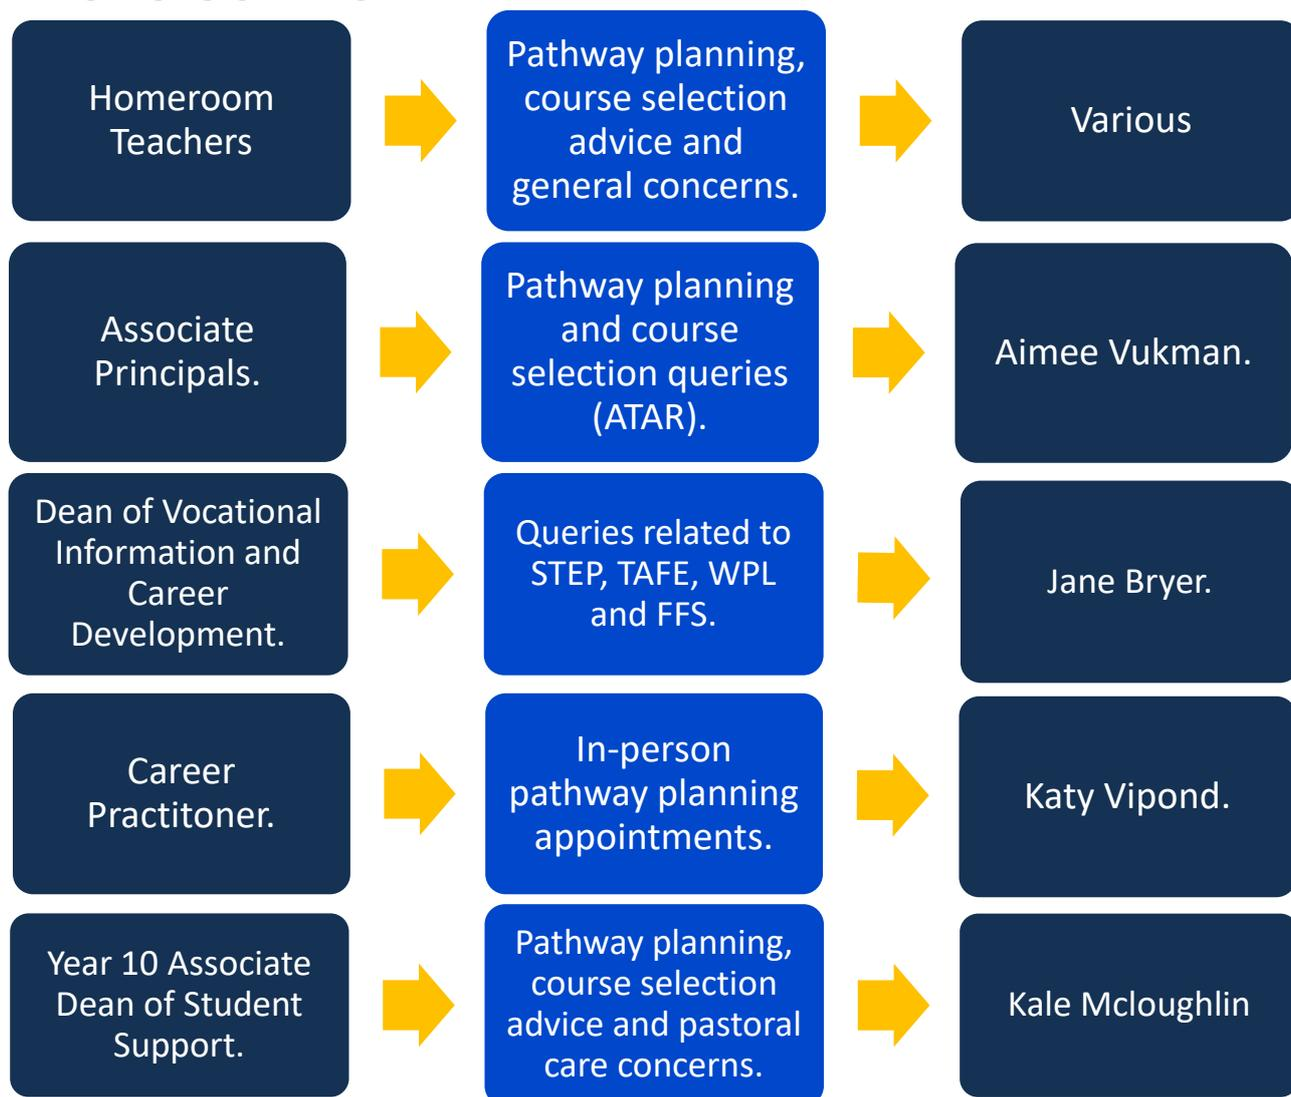 Homeroom
Teachers
Pathway planning,
course selection
advice and
general concerns.
Various
Associate
Principals.
Pathway planning
and course
selection queries
(ATAR).
Aimee Vukman.
Dean of Vocational
Information and
Career
Development.
Queries related to
STEP, TAFE, WPL
and FFS.
Jane Bryer.
Career
Practitoner.
In-person
pathway planning
appointments.
Katy Vipond.
Year 10 Associate
Dean of Student
Support.
Pathway planning,
course selection
advice and pastoral
care concerns.
Kale Mcloughlin